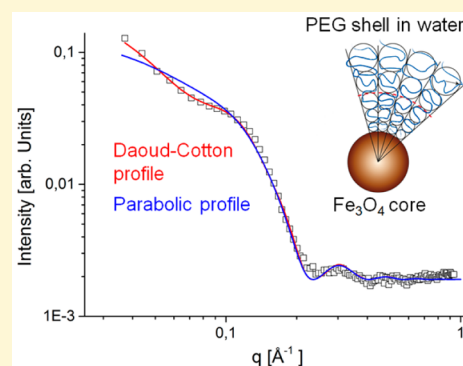 PEG shell in water
0,1
Daoud-Cotton
profile
Parabolic profile
Fe₃O₄ core
0,01
1E-3
Intensity [arb. Units]
0,1
1
q [Å⁻¹]